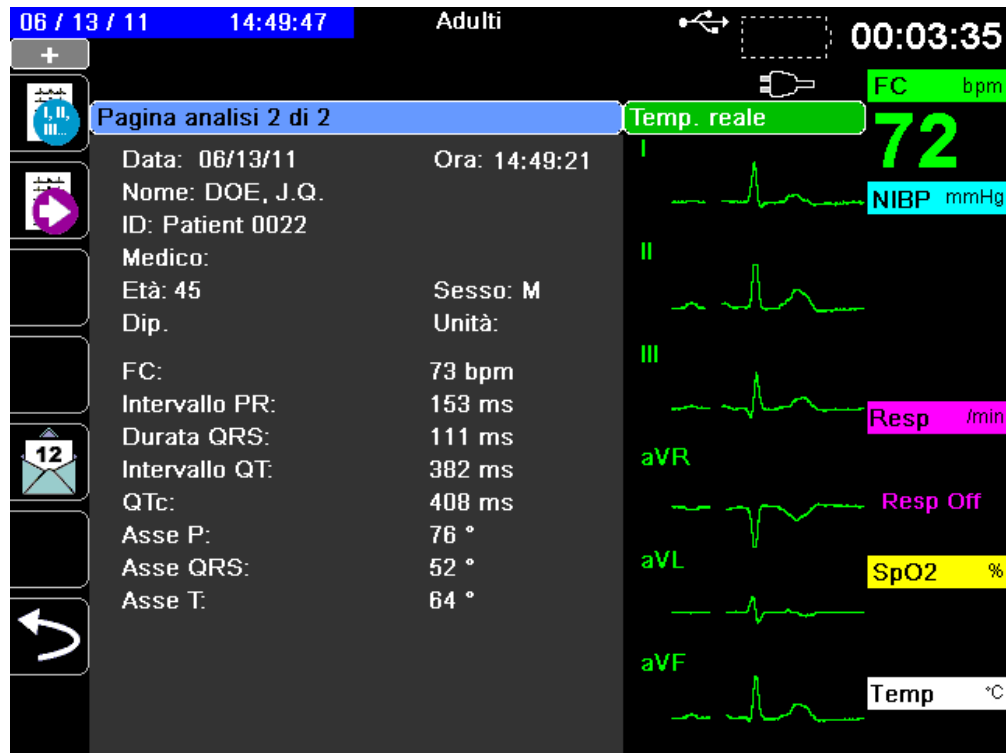 06 / 13 / 11 14:49:47 Adulti 00:03:35
+
I, II, III...
12
Pagina analisi 2 di 2
Data: 06/13/11 Ora: 14:49:21
Nome: DOE, J.Q.
ID: Patient 0022
Medico:
Età: 45 Sesso: M
Dip. Unità:
FC: 73 bpm
Intervallo PR: 153 ms
Durata QRS: 111 ms
Intervallo QT: 382 ms
QTc: 408 ms
Asse P: 76 °
Asse QRS: 52 °
Asse T: 64 °
Temp. reale
I
II
III
aVR
aVL
aVF
FC bpm
72
NIBP mmHg
Resp /min
Resp Off
SpO2 %
Temp °C